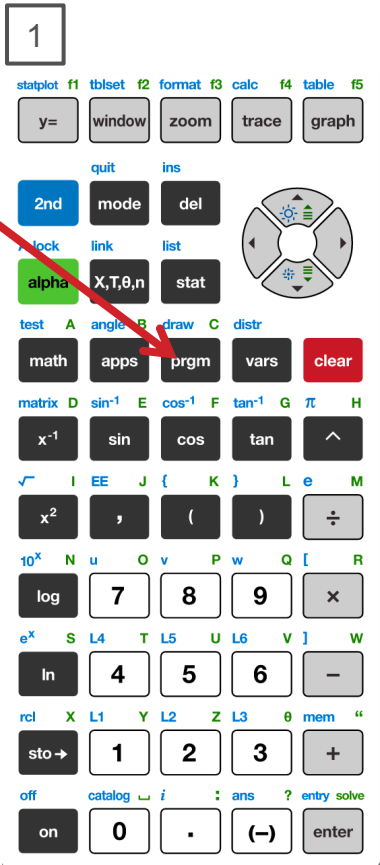 1
statplot f1 tblset f2 format f3 calc f4 table f5
y= window zoom trace graph
quit ins
2nd mode del
A-lock link list
alpha X,T,θ,n stat
test A angle B draw C distr
math apps prgm vars clear
matrix D sin-1 E cos-1 F tan-1 G π H
x-1 sin cos tan ^
√ I EE J { K } L e M
x2 , ( ) ÷
10x N u O v P w Q [ R
log 7 8 9 ×
ex S L4 T L5 U L6 V ] W
ln 4 5 6 −
rcl X L1 Y L2 Z L3 θ mem “
sto→ 1 2 3 +
off catalog ⎵ i : ans ? entry solve
on 0 . (−) enter